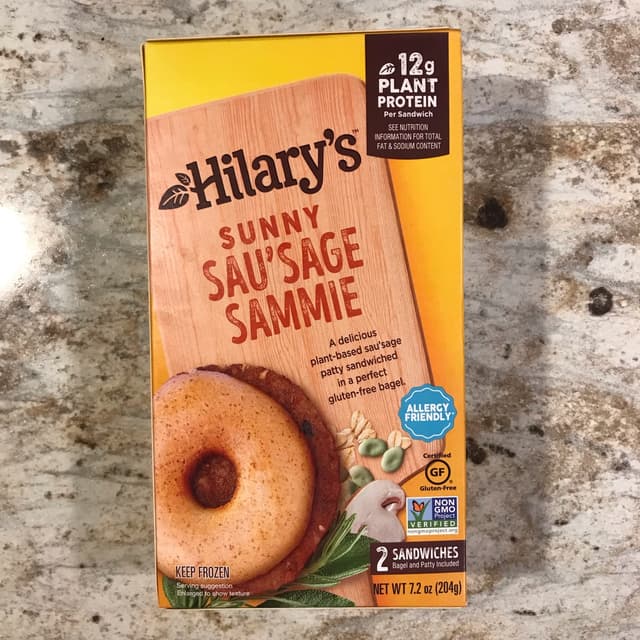 12g
PLANT
PROTEIN
Per Sandwich
SEE NUTRITION
INFORMATION FOR TOTAL
FAT & SODIUM CONTENT
Hilary's™
SUNNY
SAU'SAGE
SAMMIE
A delicious
plant-based sau'sage
patty sandwiched
in a perfect
gluten-free bagel.
ALLERGY
FRIENDLY*
Certified
GF
Gluten-Free
NON
GMO
Project
VERIFIED
nongmoproject.org
2 SANDWICHES
Bagel and Patty Included
KEEP FROZEN
Serving suggestion
Enlarged to show texture
NET WT 7.2 oz (204g)